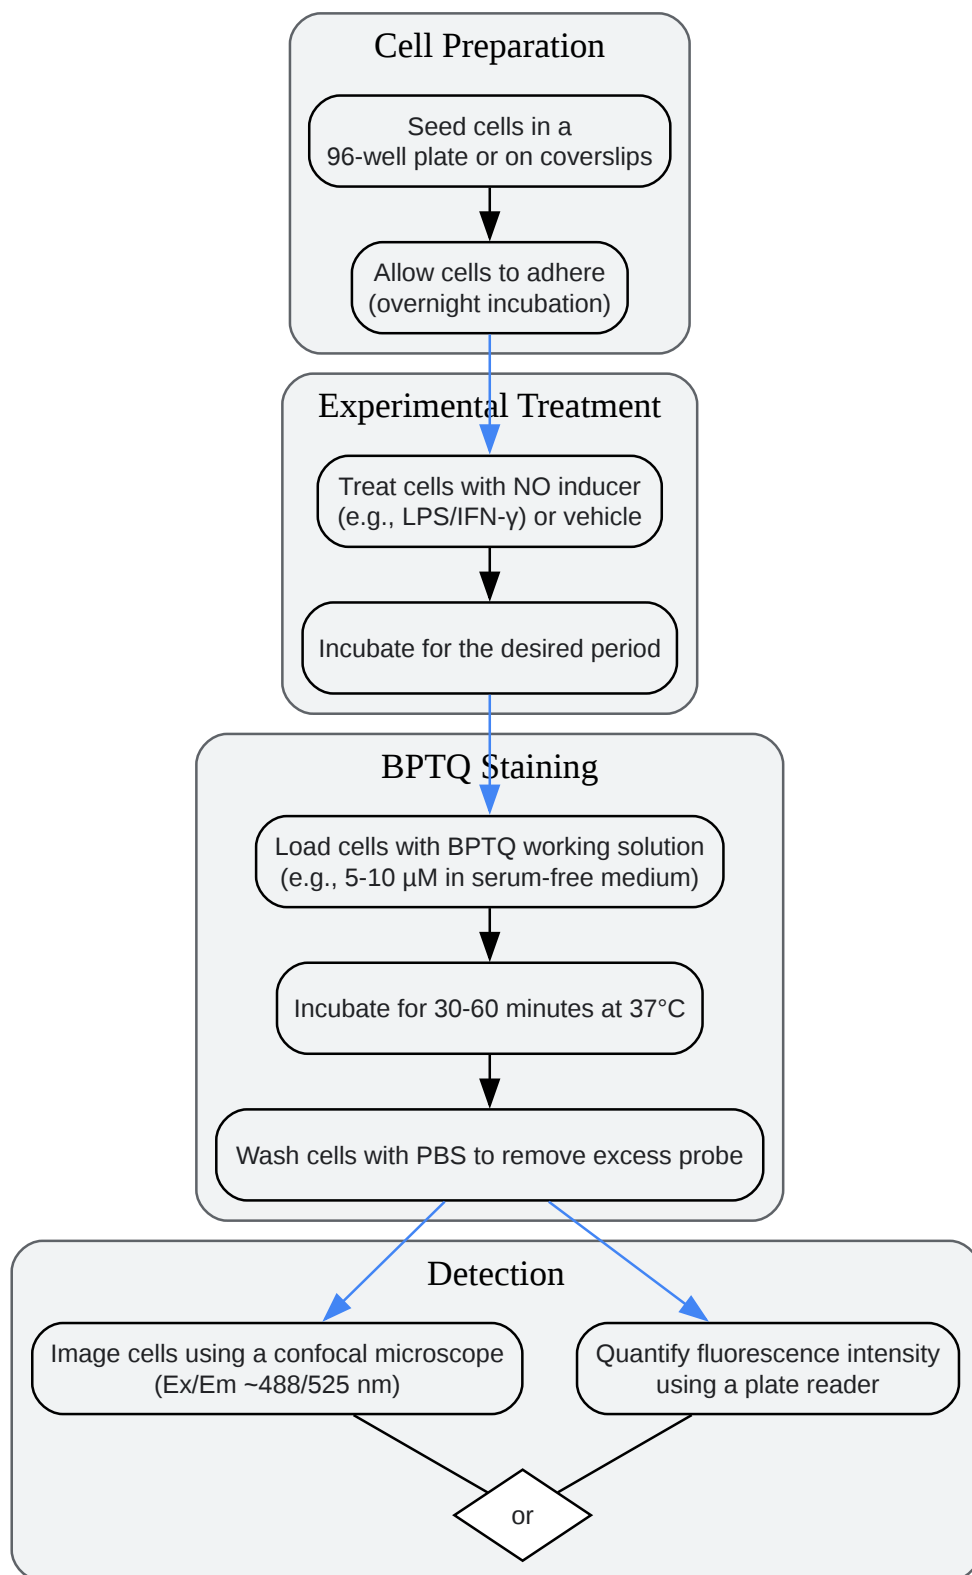 Cell Preparation
Seed cells in a
96-well plate or on coverslips
Allow cells to adhere
(overnight incubation)
Experimental Treatment
Treat cells with NO inducer
(e.g., LPS/IFN-γ) or vehicle
Incubate for the desired period
BPTQ Staining
Load cells with BPTQ working solution
(e.g., 5-10 µM in serum-free medium)
Incubate for 30-60 minutes at 37°C
Wash cells with PBS to remove excess probe
Detection
Image cells using a confocal microscope
(Ex/Em ~488/525 nm)
Quantify fluorescence intensity
using a plate reader
or